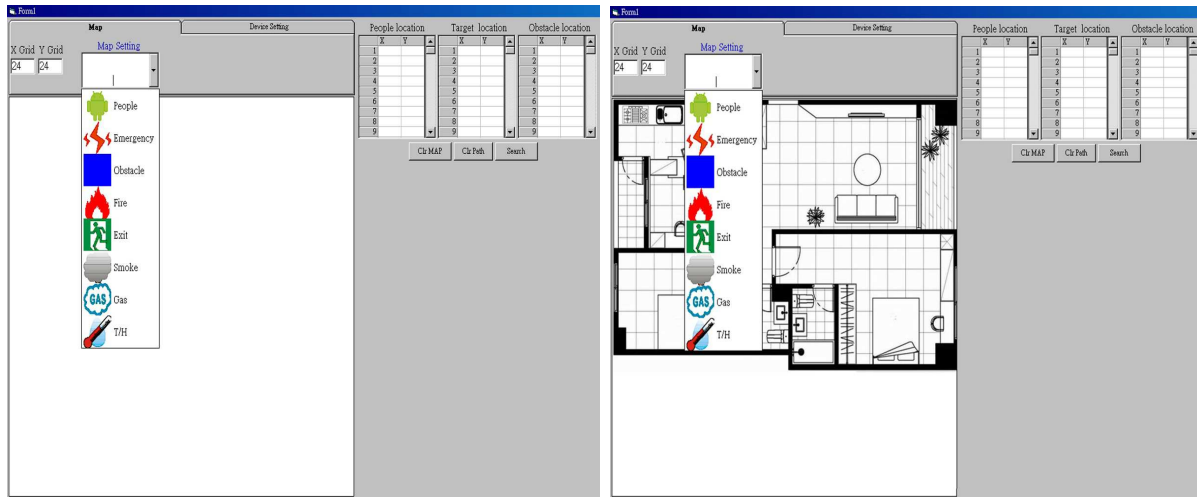 Form1
Map Device Setting
X Grid Y Grid Map Setting
24 24
People
Emergency
Obstacle
Fire
Exit
Smoke
GAS Gas
T/H
People location Target location Obstacle location
X Y X Y X Y
1 1 1
2 2 2
3 3 3
4 4 4
5 5 5
6 6 6
7 7 7
8 8 8
9 9 9
Clr MAP Clr Path Search
Form1
Map Device Setting
X Grid Y Grid Map Setting
24 24
People
Emergency
Obstacle
Fire
Exit
Smoke
GAS Gas
T/H
People location Target location Obstacle location
X Y X Y X Y
1 1 1
2 2 2
3 3 3
4 4 4
5 5 5
6 6 6
7 7 7
8 8 8
9 9 9
Clr MAP Clr Path Search